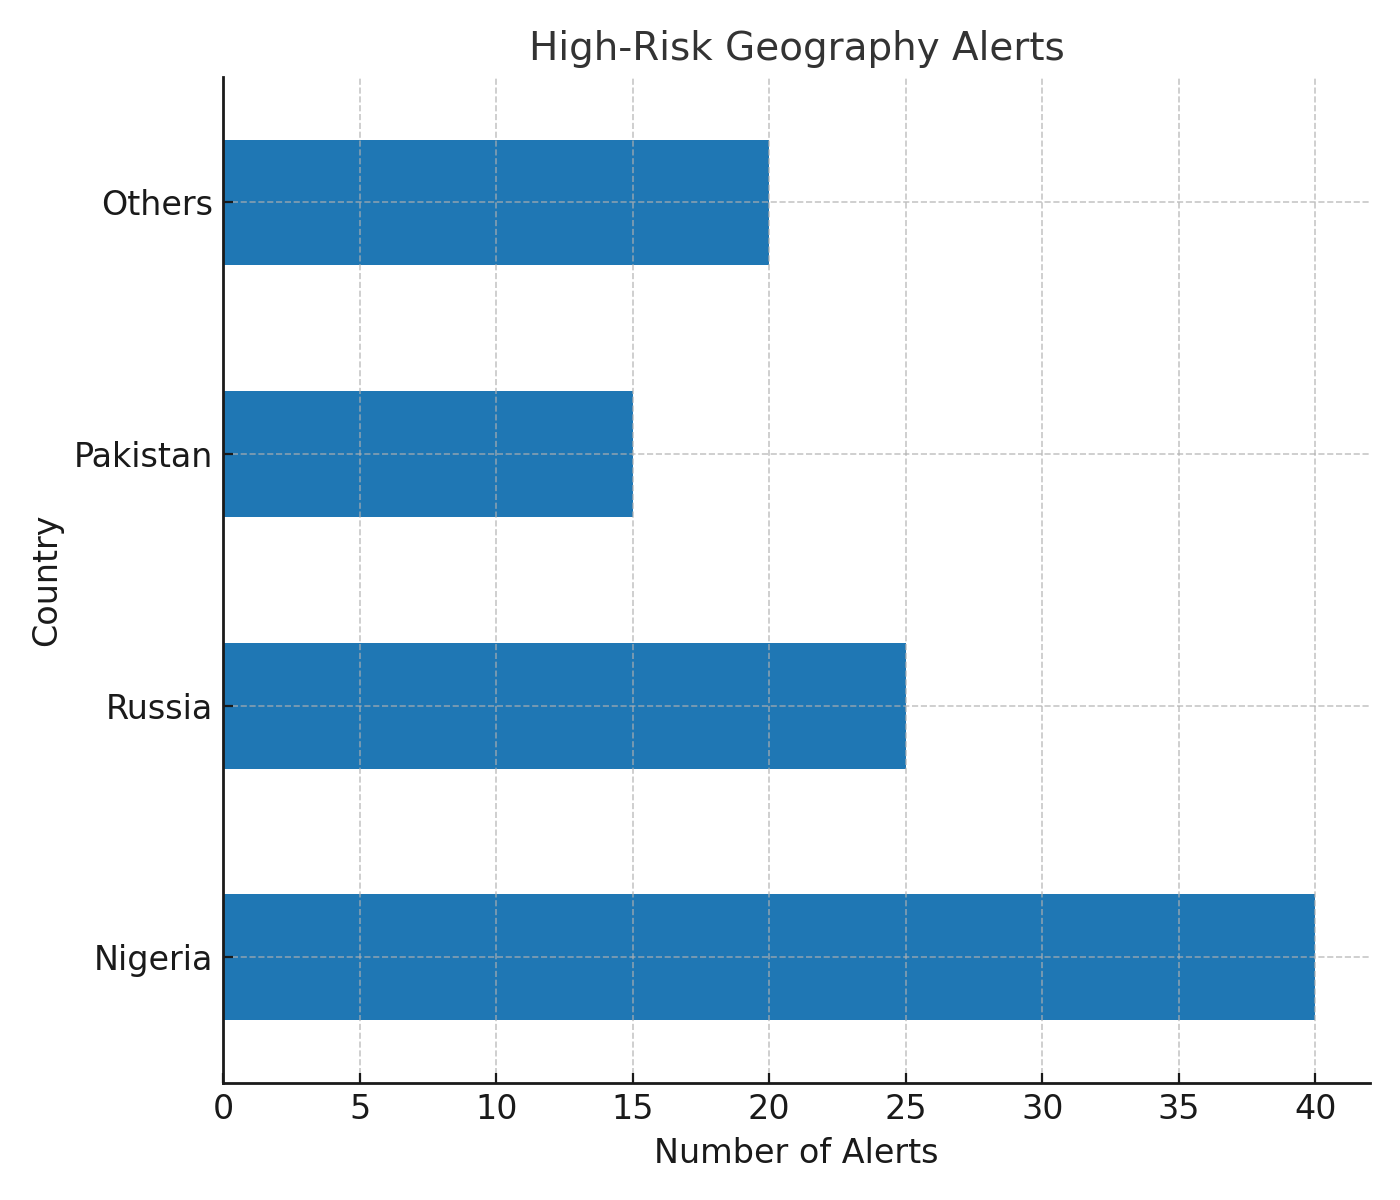 High-Risk Geography Alerts
Others
Pakistan
Russia
Nigeria
Country
0 5 10 15 20 25 30 35 40
Number of Alerts